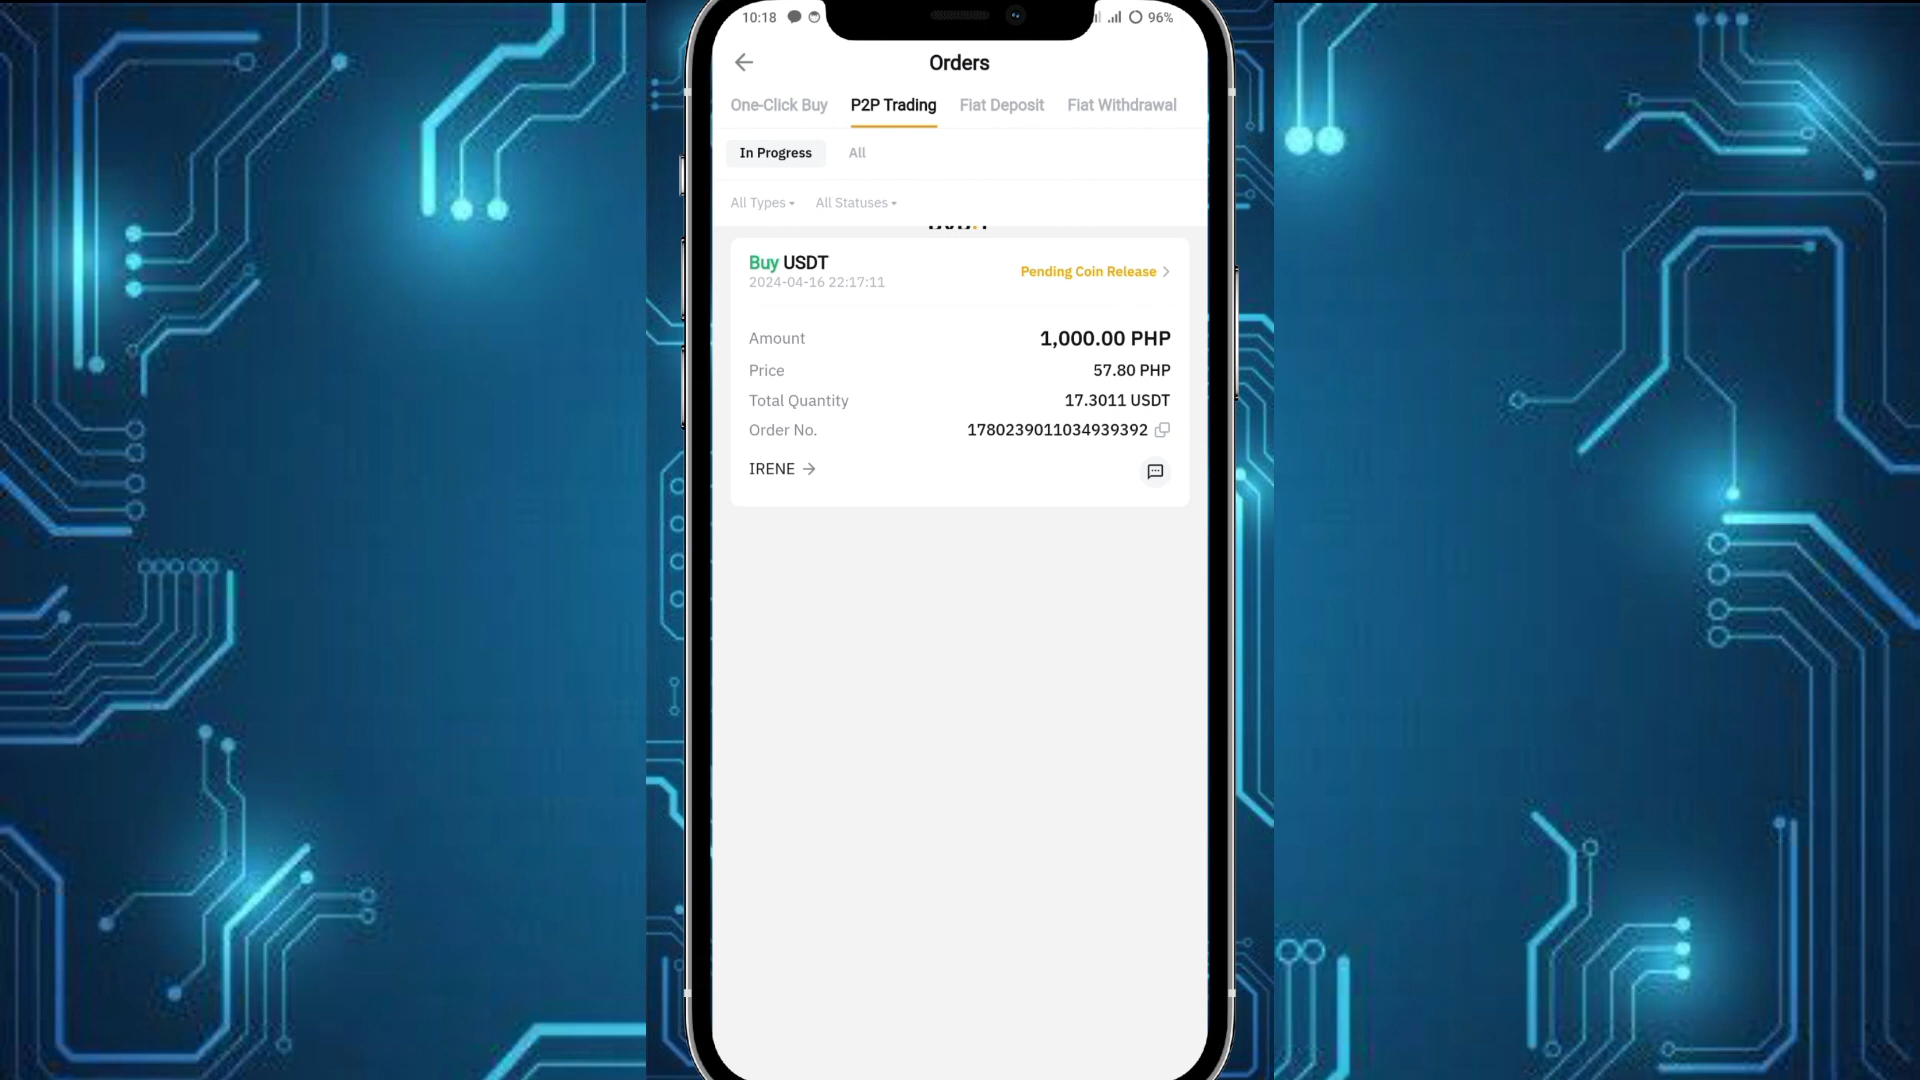 10:18 96%
Orders
One-Click Buy P2P Trading Fiat Deposit Fiat Withdrawal
In Progress All
All Types All Statuses
Buy USDT
Pending Coin Release
2024-04-16 22:17:11
Amount 1,000.00 PHP
Price 57.80 PHP
Total Quantity 17.3011 USDT
Order No. 1780239011034939392
IRENE